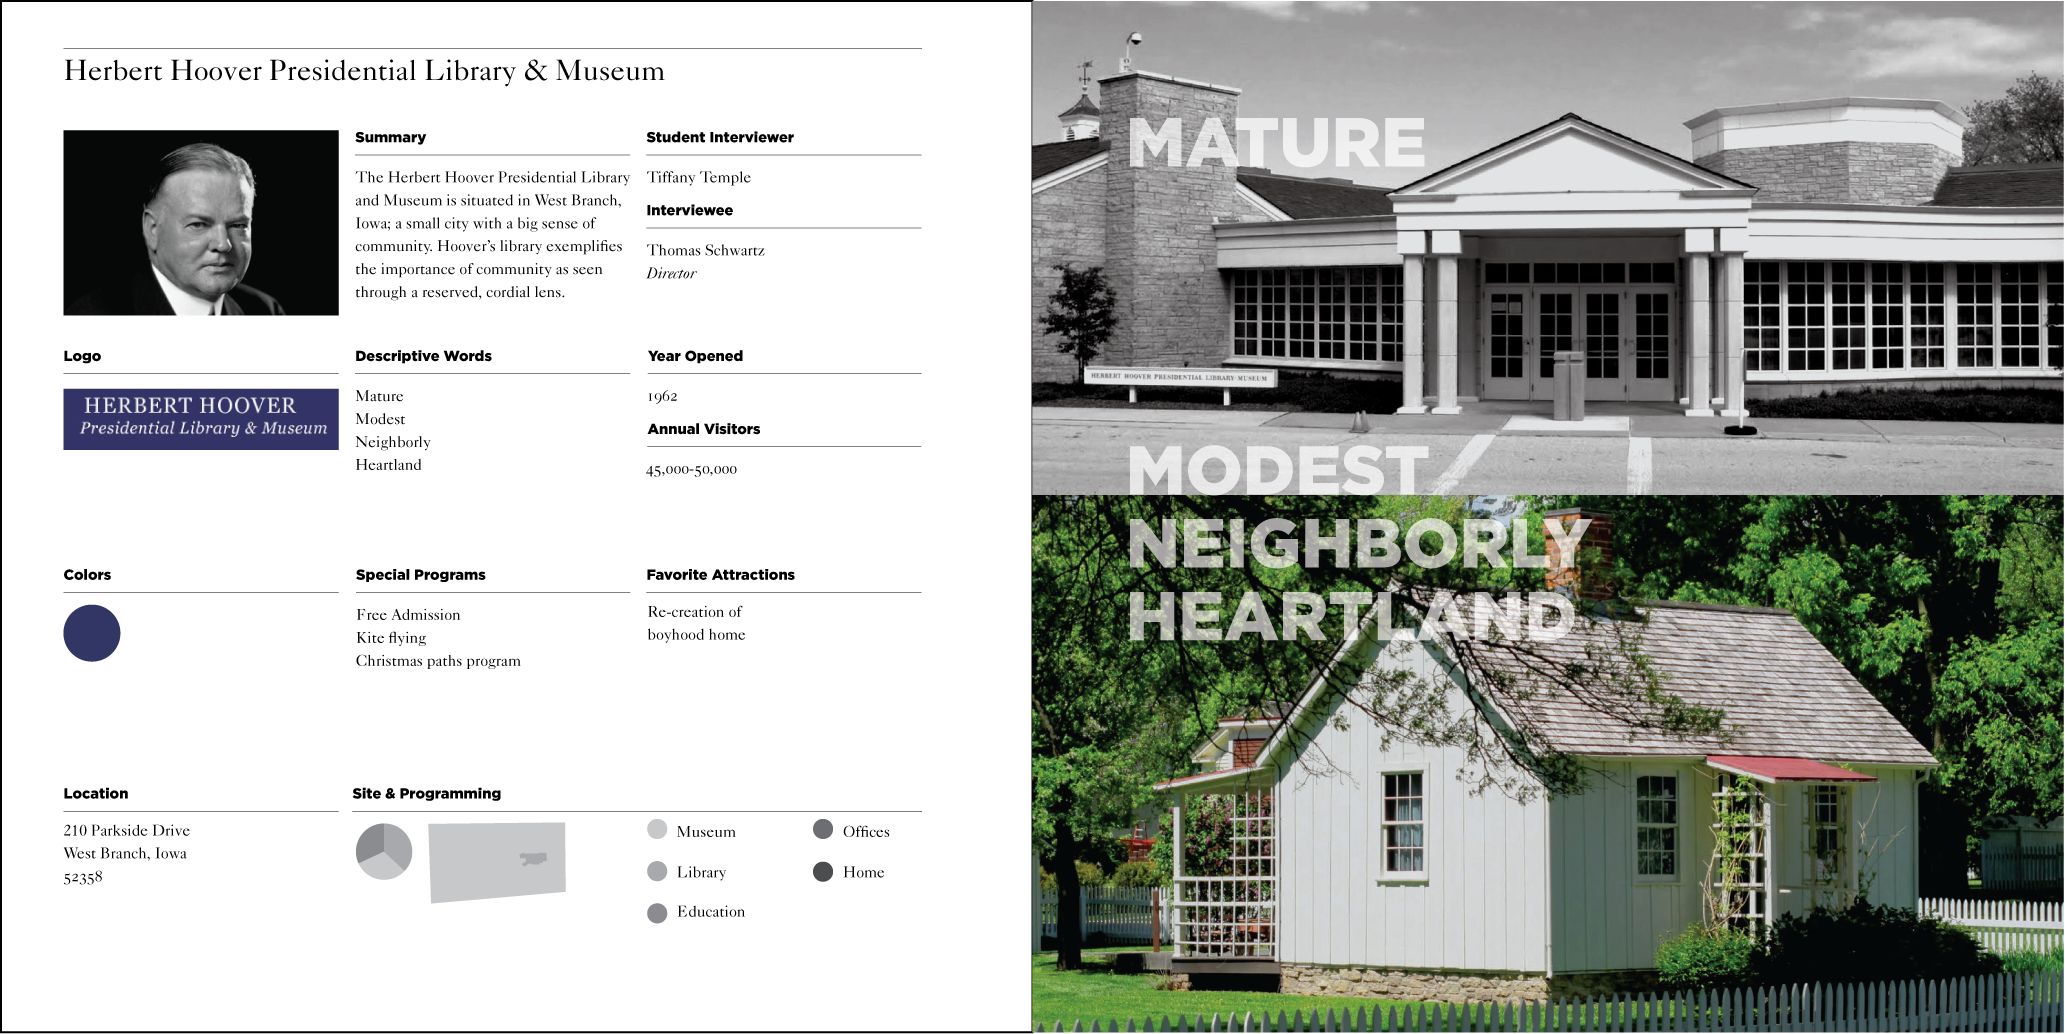 Herbert Hoover Presidential Library & Museum
Summary
The Herbert Hoover Presidential Library
and Museum is situated in West Branch,
Iowa; a small city with a big sense of
community. Hoover's library exemplifies
the importance of community as seen
through a reserved, cordial lens.
Student Interviewer
Tiffany Temple
Interviewee
Thomas Schwartz
Director
Logo
HERBERT HOOVER
Presidential Library & Museum
Descriptive Words
Mature
Modest
Neighborly
Heartland
Year Opened
1962
Annual Visitors
45,000-50,000
Colors
Special Programs
Free Admission
Kite flying
Christmas paths program
Favorite Attractions
Re-creation of
boyhood home
Location
210 Parkside Drive
West Branch, Iowa
52358
Site & Programming
Museum
Library
Education
Offices
Home
MATURE
HERBERT HOOVER PRESIDENTIAL LIBRARY-MUSEUM
MODEST
NEIGHBORLY
HEARTLAND